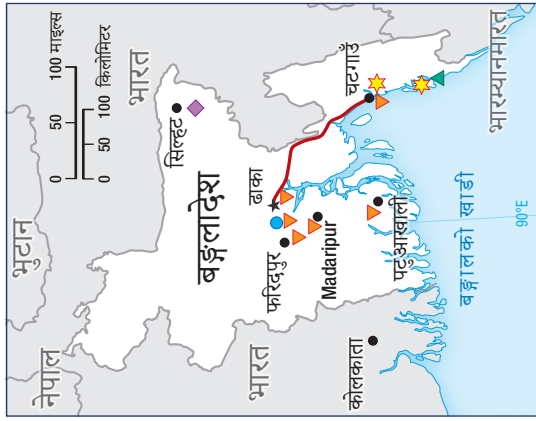 नेपाल
भुटान
भारत
100 माइल्स
50
0
100 किलोमिटर
50
0
सिल्हट
बङ्गलादेश
ढाका
फरिदपुर
Madaripur
भारत
चटगाउँ
पटुआखाली
कोलकाता
बङ्गालको खाडी
90°E
भारम्यानमारत